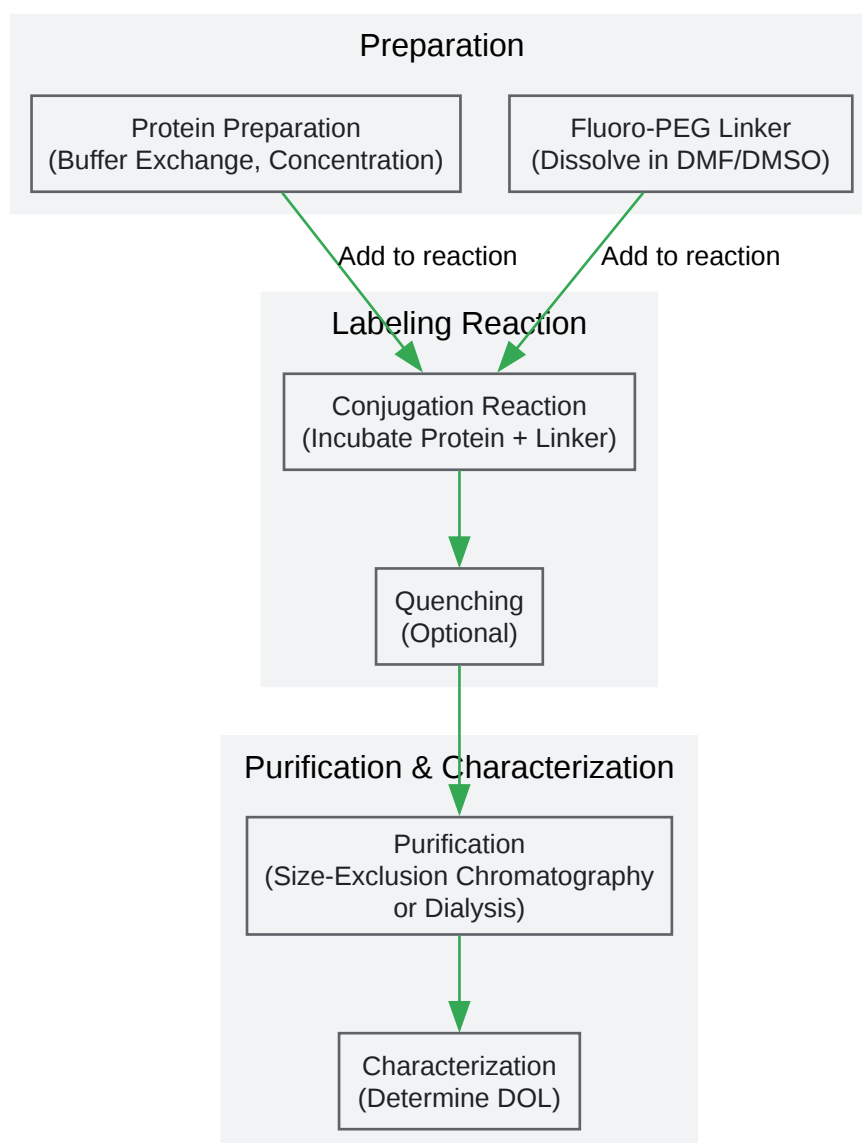 Preparation
Protein Preparation
(Buffer Exchange, Concentration)
Fluoro-PEG Linker
(Dissolve in DMF/DMSO)
Add to reaction
Add to reaction
Labeling Reaction
Conjugation Reaction
(Incubate Protein + Linker)
Quenching
(Optional)
Purification & Characterization
Purification
(Size-Exclusion Chromatography
or Dialysis)
Characterization
(Determine DOL)